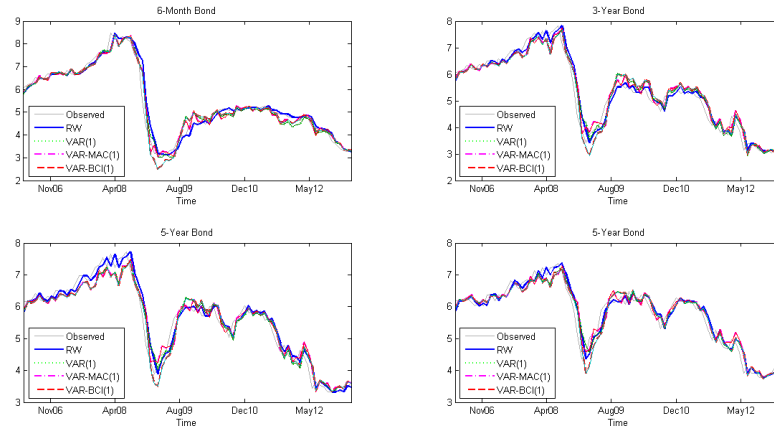 6-Month Bond
9
8
7
6
5
4
3
2
Observed
RW
VAR(1)
VAR-MAC(1)
VAR-BCI(1)
Nov06 Apr08 Aug09 Dec10 May12
Time
3-Year Bond
8
7
6
5
4
3
2
Observed
RW
VAR(1)
VAR-MAC(1)
VAR-BCI(1)
Nov06 Apr08 Aug09 Dec10 May12
Time
5-Year Bond
8
7
6
5
4
3
Observed
RW
VAR(1)
VAR-MAC(1)
VAR-BCI(1)
Nov06 Apr08 Aug09 Dec10 May12
Time
5-Year Bond
8
7
6
5
4
3
Observed
RW
VAR(1)
VAR-MAC(1)
VAR-BCI(1)
Nov06 Apr08 Aug09 Dec10 May12
Time